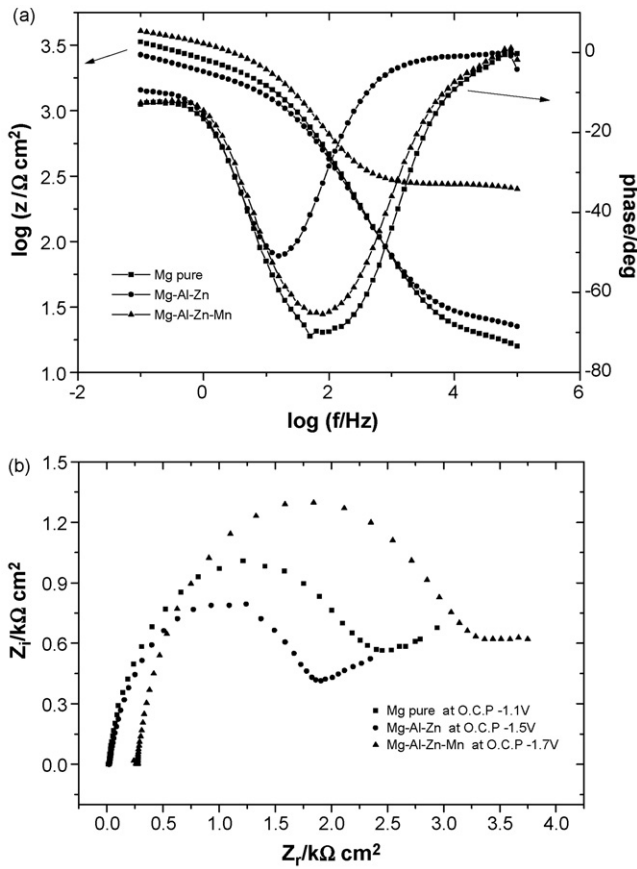 (a)
3.5
3.0
2.5
2.0
1.5
1.0
log (z/Ω cm²)
0
-20
-40
-60
-80
phase/deg
Mg pure
Mg-Al-Zn
Mg-Al-Zn-Mn
-2 0 2 4 6
log (f/Hz)
(b)
1.5
1.2
0.9
0.6
0.3
0.0
Zi/kΩ cm²
Mg pure at O.C.P -1.1V
Mg-Al-Zn at O.C.P -1.5V
Mg-Al-Zn-Mn at O.C.P -1.7V
0.0 0.5 1.0 1.5 2.0 2.5 3.0 3.5 4.0
Zr/kΩ cm²